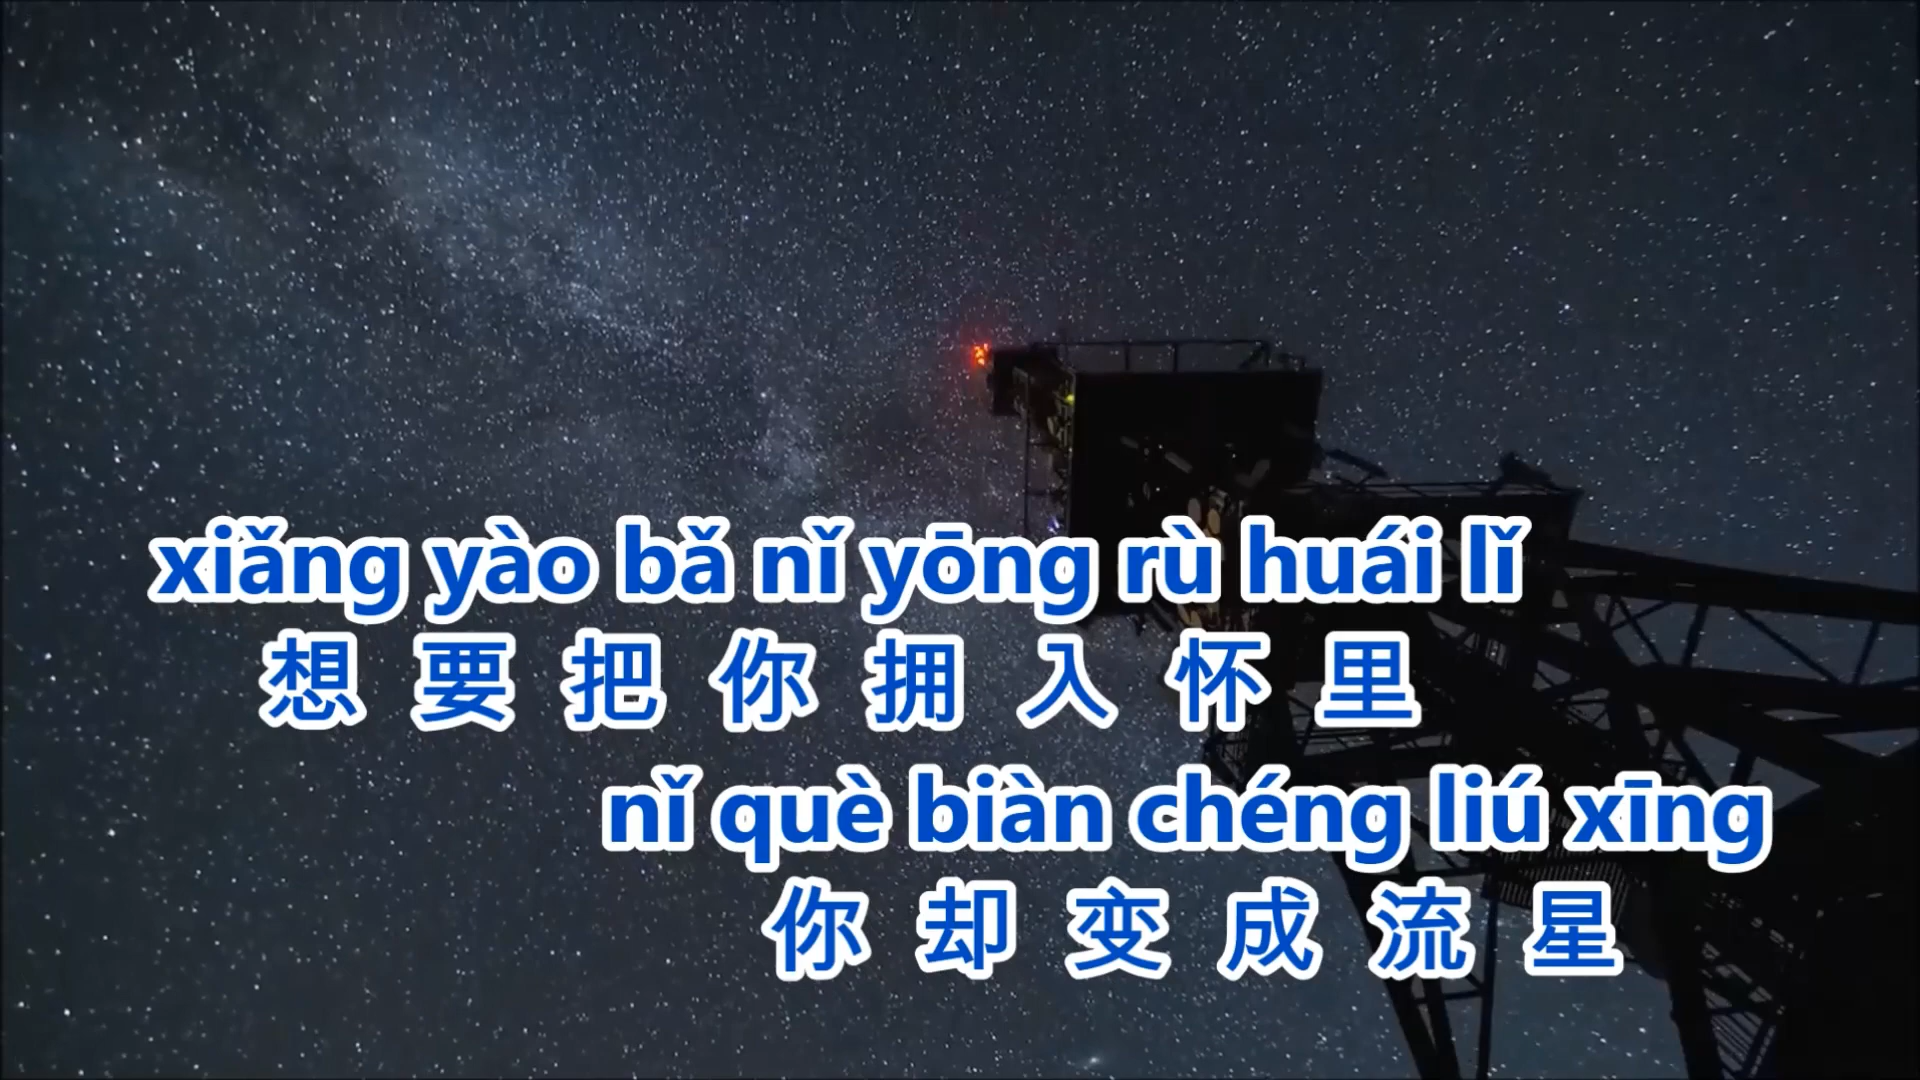 xiǎng yào bǎ nǐ yōng rù huái lǐ
想 要 把 你 拥 入 怀 里
nǐ què biàn chéng liú xīng
你 却 变 成 流 星